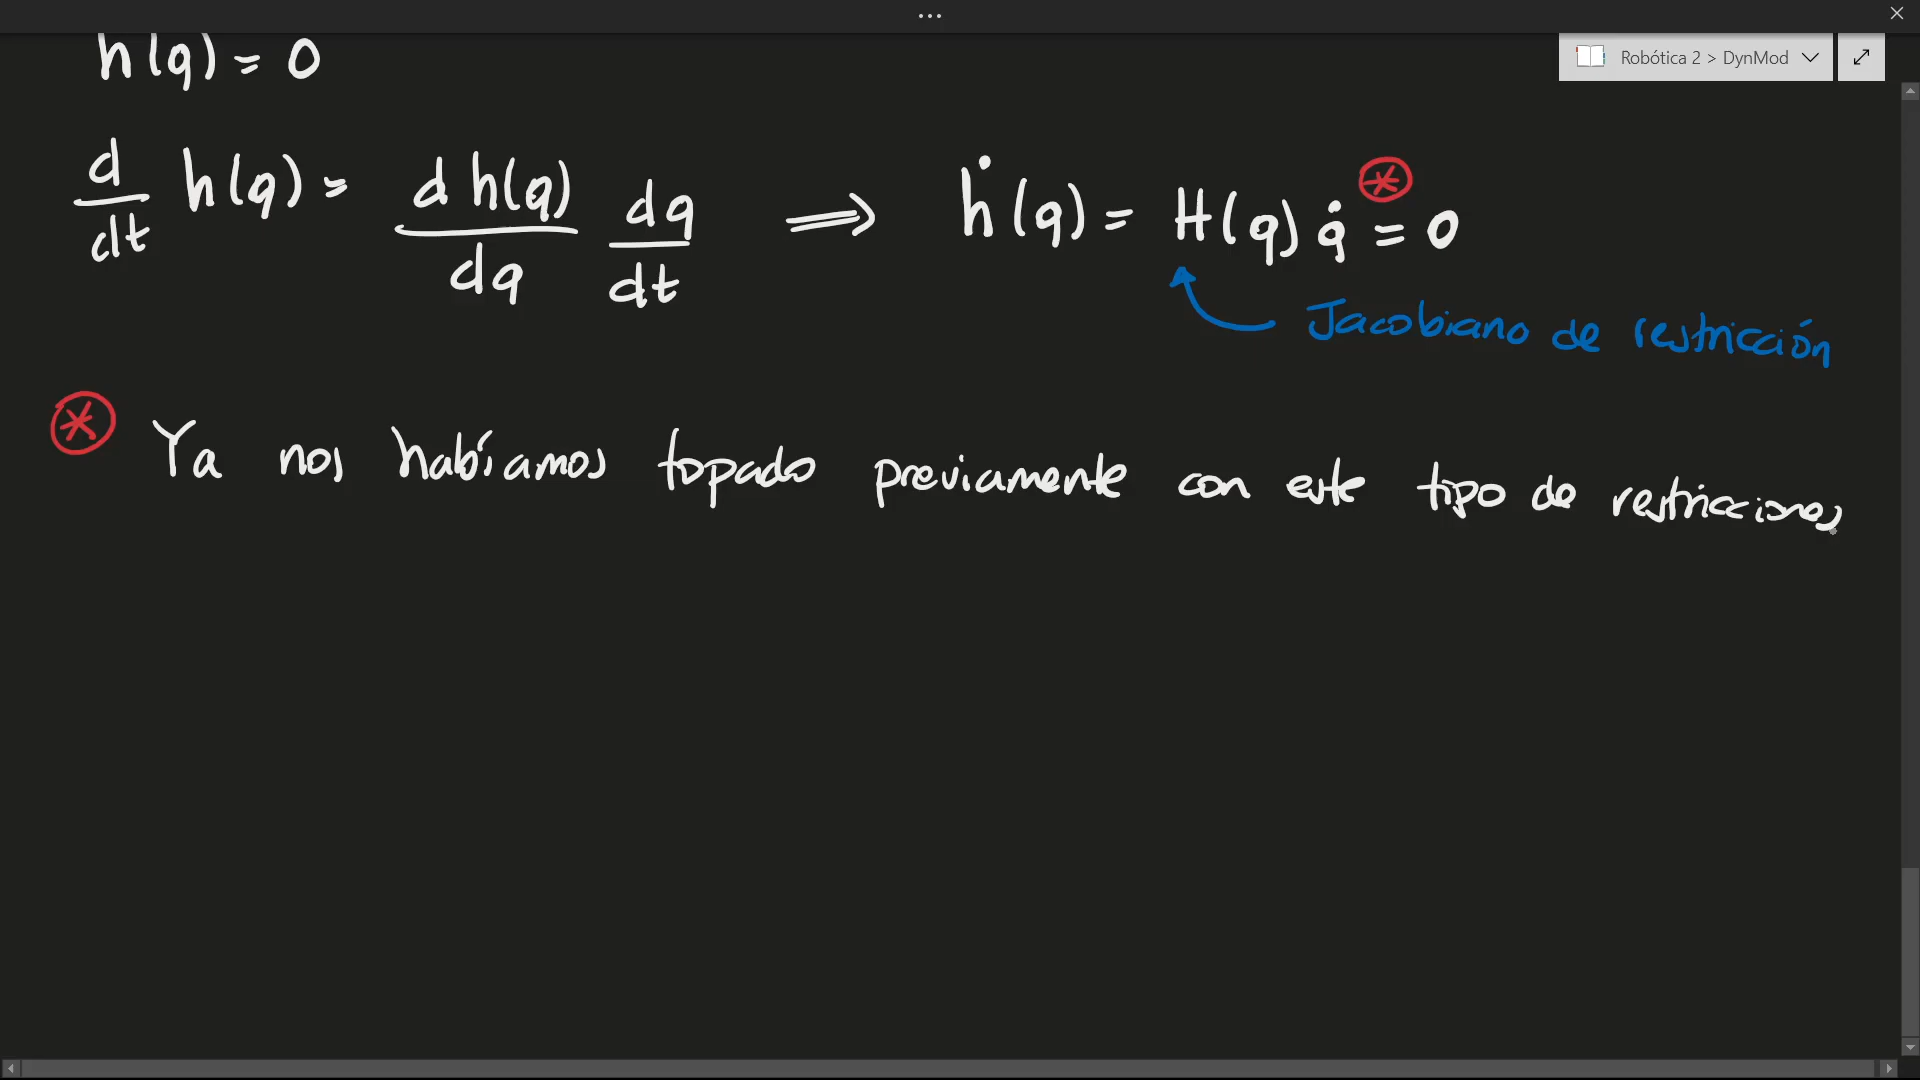 Robótica 2 > DynMod
h(q) = 0
d/dt h(q) = dh(q)/dq dq/dt ⟹ ḣ(q) = H(q) q̇ = 0
Jacobiano de restricción
Ya nos habíamos topado previamente con este tipo de restricciones